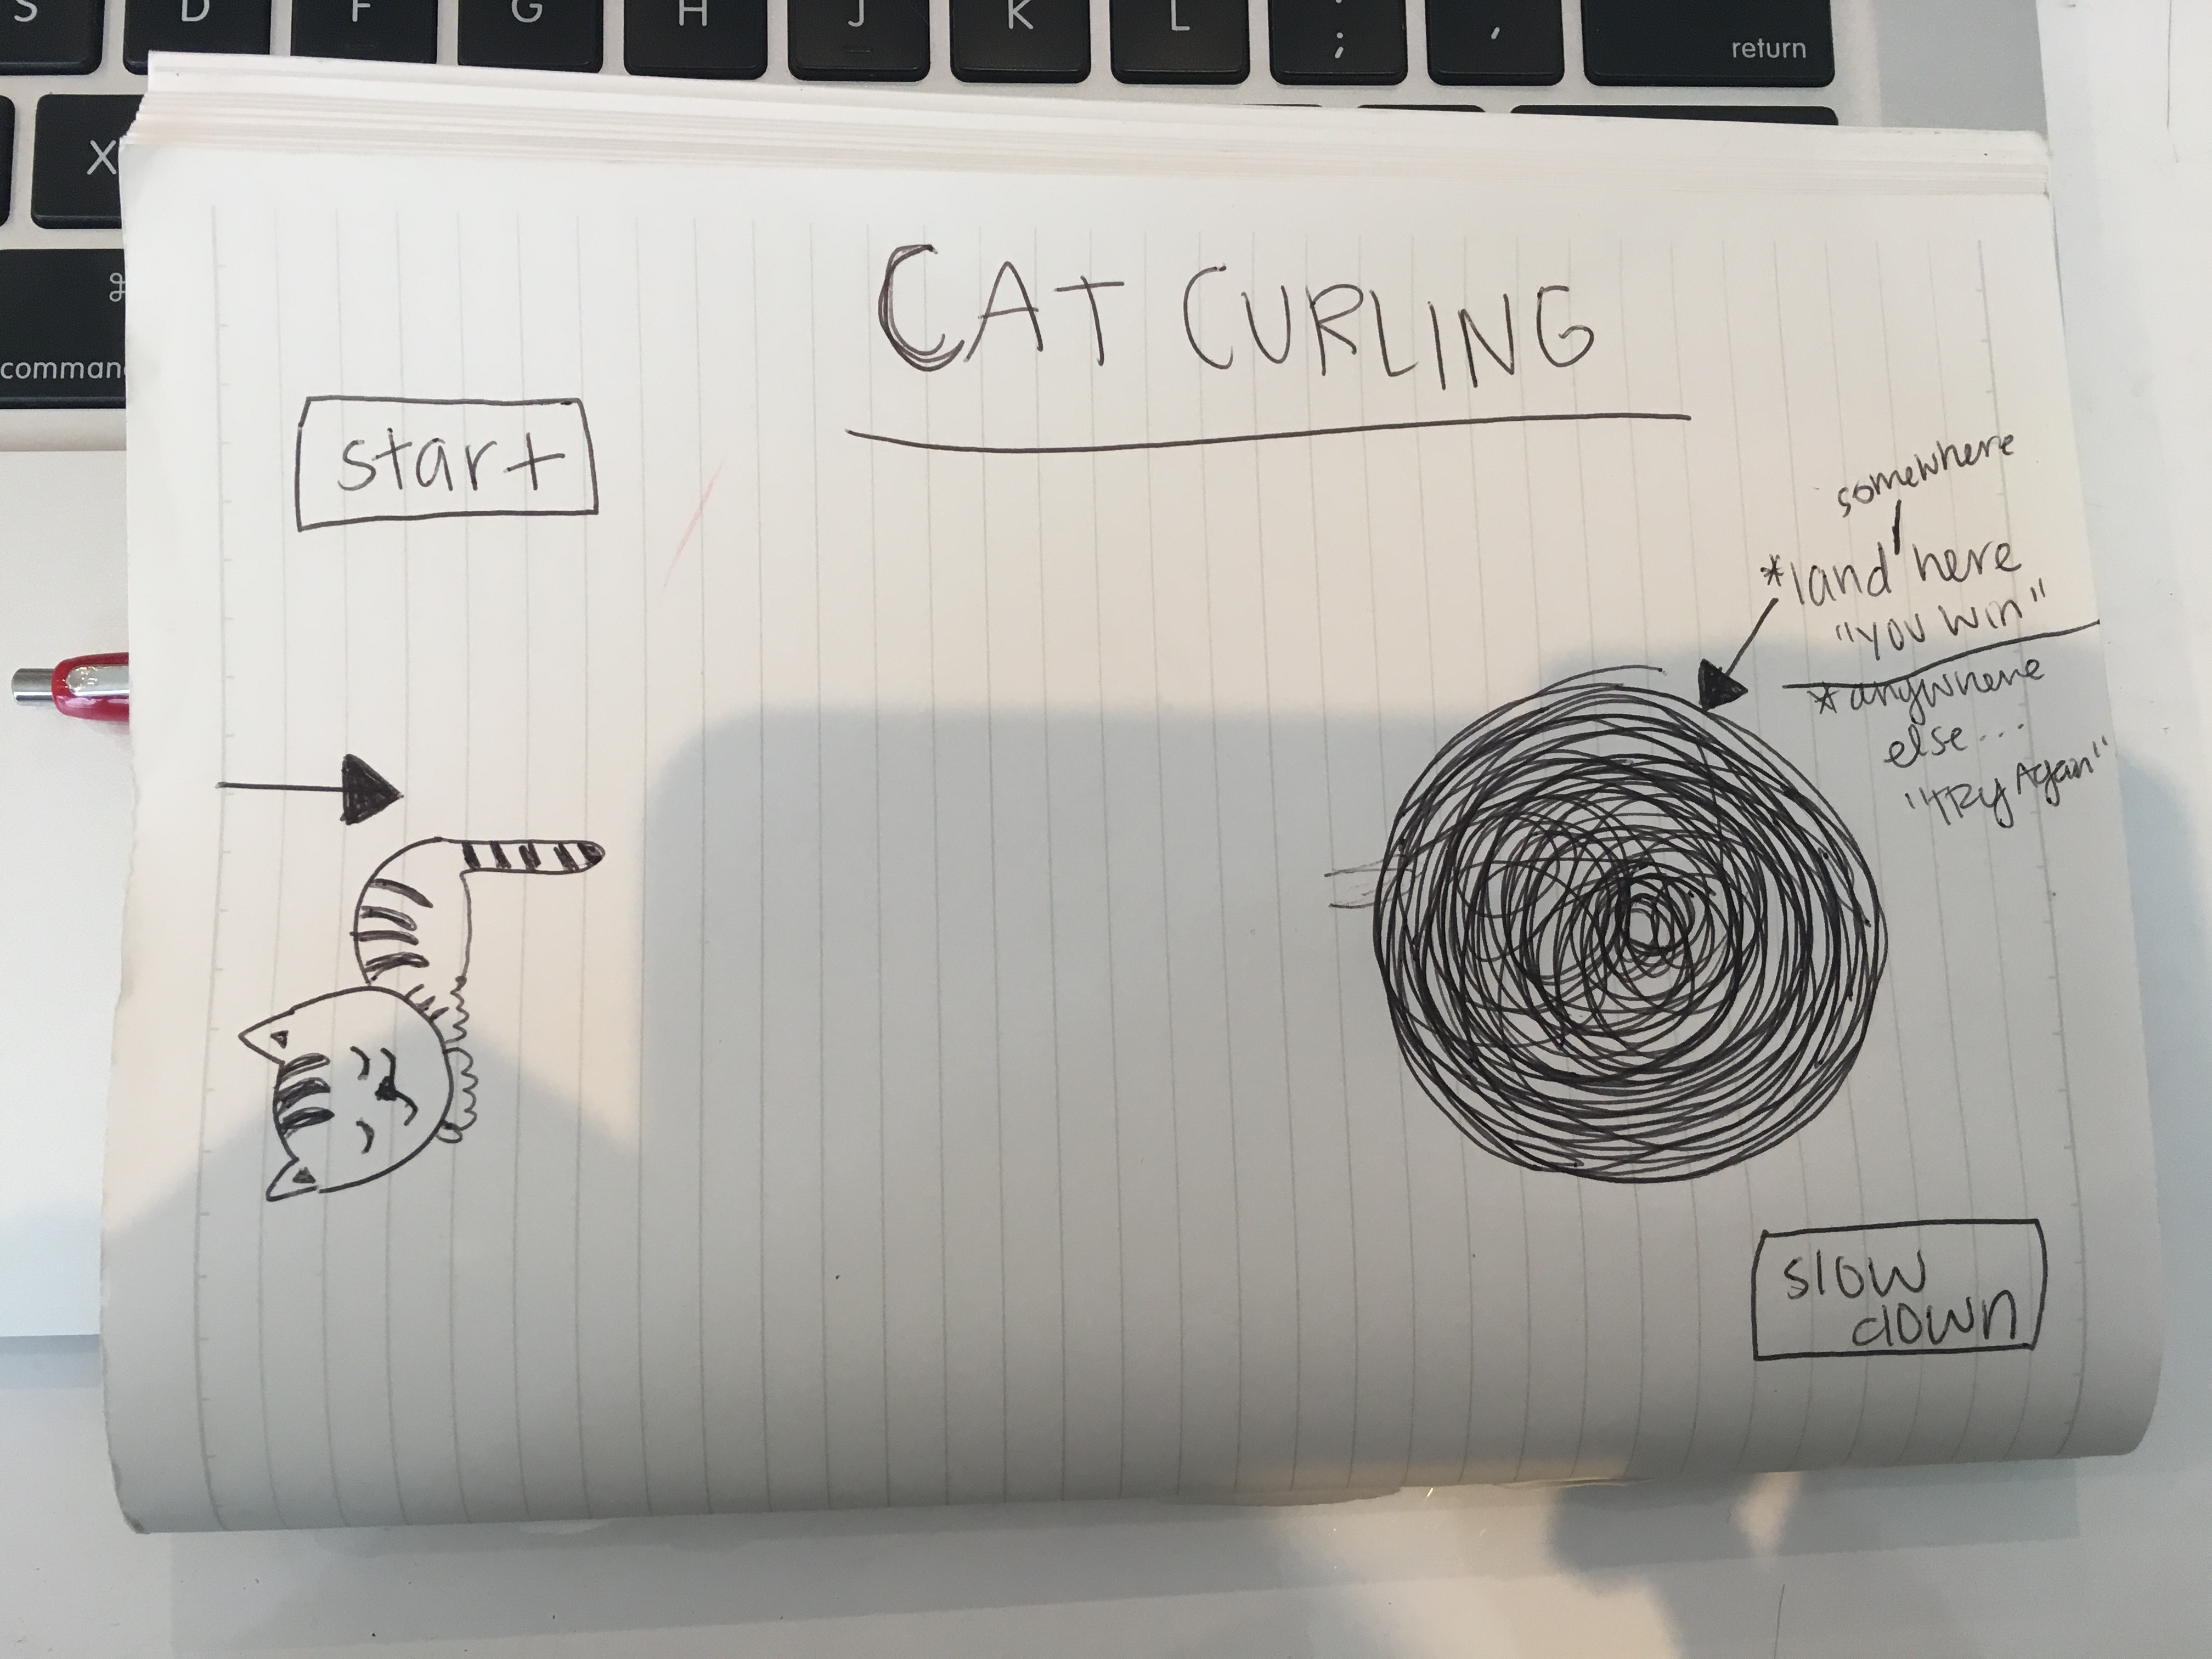 CAT CURLING
start
somewhere
*land here
"YOU WIN"
*anywhere
else...
"TRY AGAIN"
slow
down
command
⌘
X
S
D
F
G
H
J
K
L
;
,
return